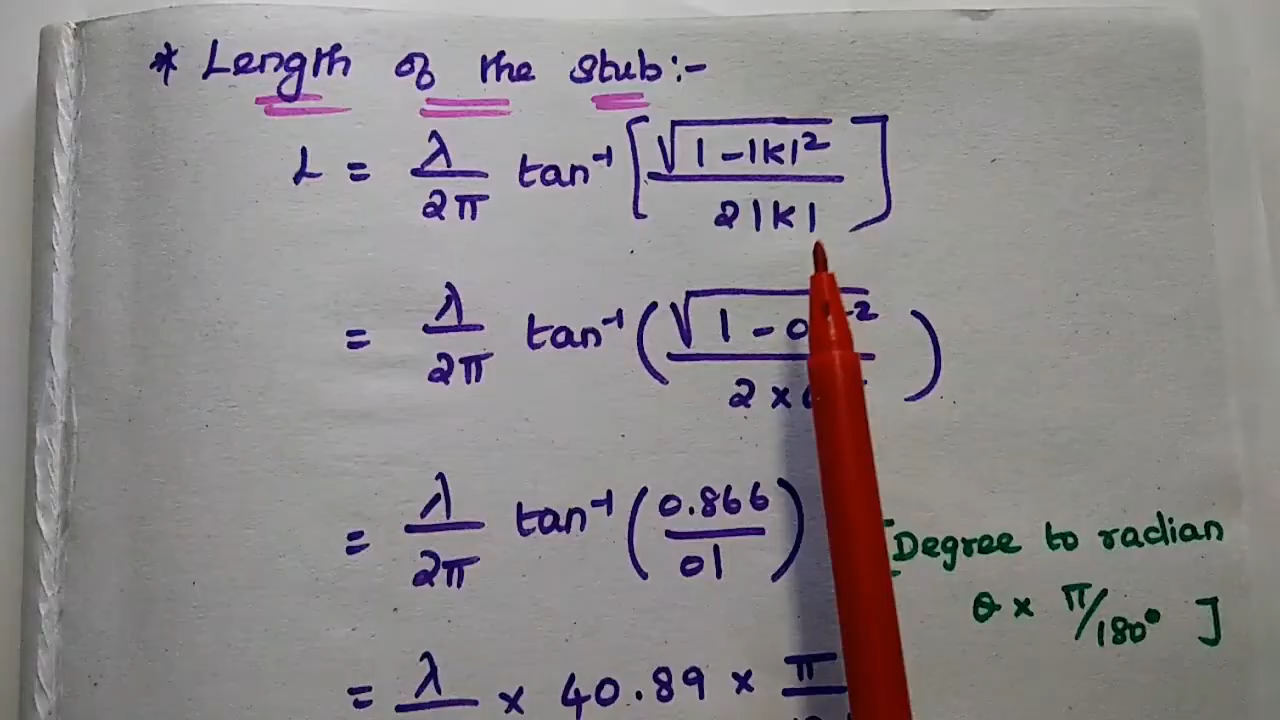 * Length of the stub:-
L = λ/2π tan⁻¹ [√(1-|k|²) / 2|k|]
= λ/2π tan⁻¹ (√(1-0 ²) / 2×
= λ/2π tan⁻¹ (0.866/01)
[Degree to radian
θ × π/180° ]
= λ × 40.89 × π